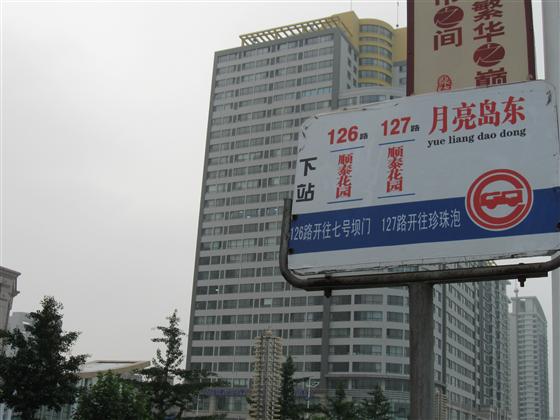 之间
繁华之巅
126路
127路
月亮岛东
yue liang dao dong
下站
顺泰花园
顺泰花园
126路开往七号坝门 127路开往珍珠泡